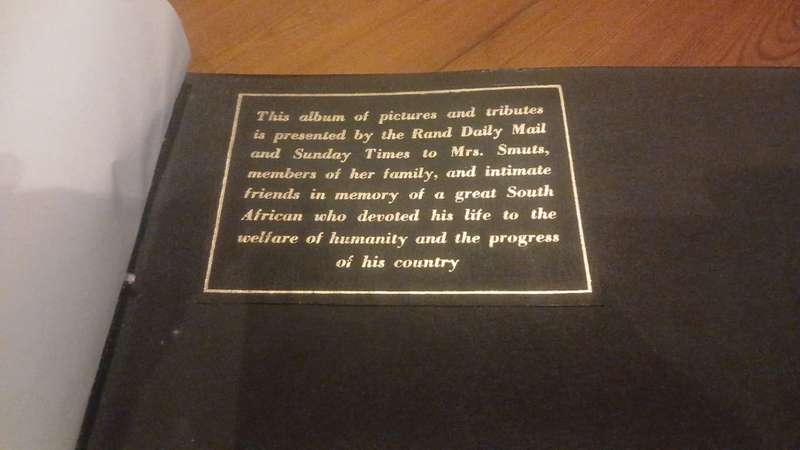 This album of pictures and tributes
is presented by the Rand Daily Mail
and Sunday Times to Mrs. Smuts,
members of her family, and intimate
friends in memory of a great South
African who devoted his life to the
welfare of humanity and the progress
of his country